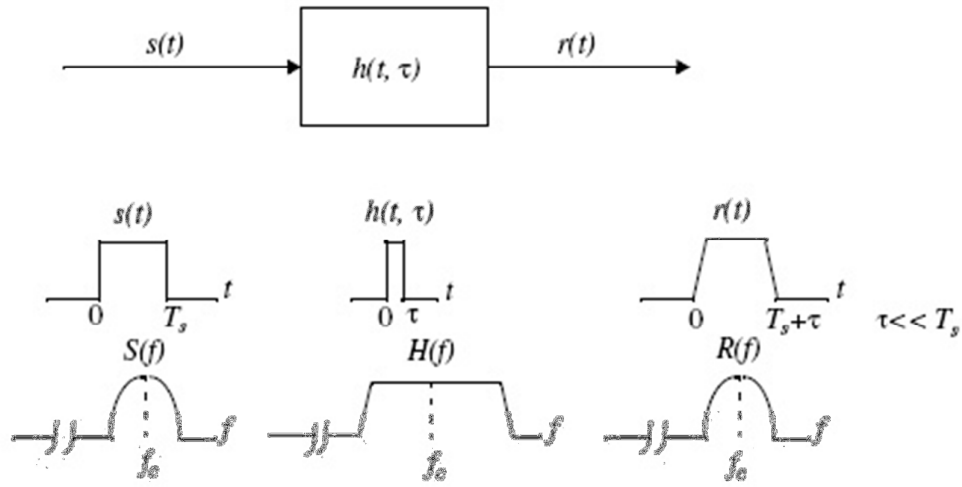 s(t)
h(t, τ)
r(t)
s(t)
h(t, τ)
r(t)
t
t
t
0
T_s
0
τ
0
T_s+τ
τ<< T_s
S(f)
H(f)
R(f)
f
f
f
f_c
f_c
f_c